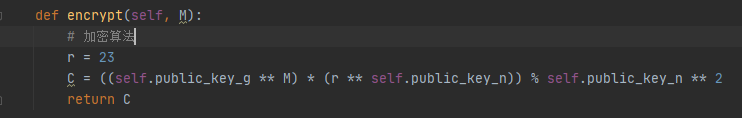 def encrypt(self, M):
    # 加密算法
    r = 23
    C = ((self.public_key_g ** M) * (r ** self.public_key_n)) % self.public_key_n ** 2
    return C